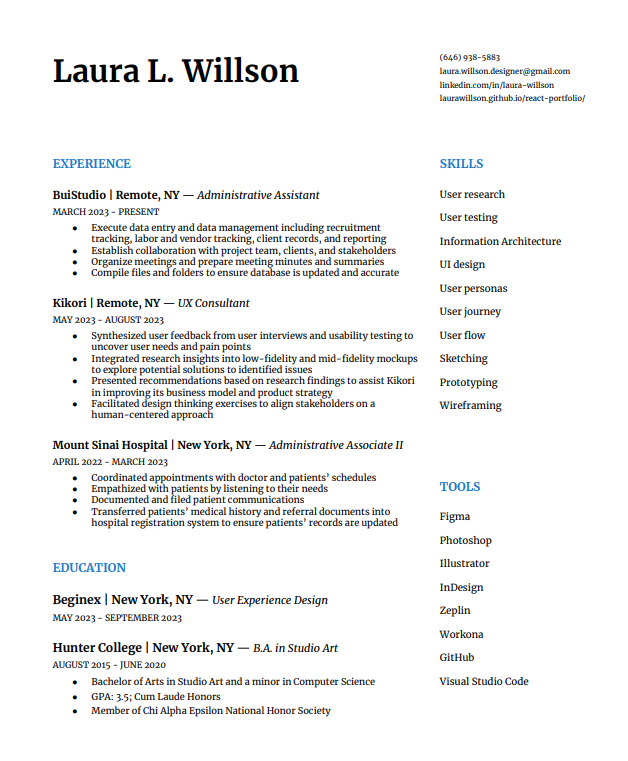 Laura L. Willson
(646) 938-5883
laura.willson.designer@gmail.com
linkedin.com/in/laura-willson
laurawillson.github.io/react-portfolio/
EXPERIENCE
BuiStudio | Remote, NY — Administrative Assistant
MARCH 2023 - PRESENT
● Execute data entry and data management including recruitment
tracking, labor and vendor tracking, client records, and reporting
● Establish collaboration with project team, clients, and stakeholders
● Organize meetings and prepare meeting minutes and summaries
● Compile files and folders to ensure database is updated and accurate
Kikori | Remote, NY — UX Consultant
MAY 2023 - AUGUST 2023
● Synthesized user feedback from user interviews and usability testing to
uncover user needs and pain points
● Integrated research insights into low-fidelity and mid-fidelity mockups
to explore potential solutions to identified issues
● Presented recommendations based on research findings to assist Kikori
in improving its business model and product strategy
● Facilitated design thinking exercises to align stakeholders on a
human-centered approach
Mount Sinai Hospital | New York, NY — Administrative Associate II
APRIL 2022 - MARCH 2023
● Coordinated appointments with doctor and patients’ schedules
● Empathized with patients by listening to their needs
● Documented and filed patient communications
● Transferred patients’ medical history and referral documents into
hospital registration system to ensure patients’ records are updated
EDUCATION
Beginex | New York, NY — User Experience Design
MAY 2023 - SEPTEMBER 2023
Hunter College | New York, NY — B.A. in Studio Art
AUGUST 2015 - JUNE 2020
● Bachelor of Arts in Studio Art and a minor in Computer Science
● GPA: 3.5; Cum Laude Honors
● Member of Chi Alpha Epsilon National Honor Society
SKILLS
User research
User testing
Information Architecture
UI design
User personas
User journey
User flow
Sketching
Prototyping
Wireframing
TOOLS
Figma
Photoshop
Illustrator
InDesign
Zeplin
Workona
GitHub
Visual Studio Code